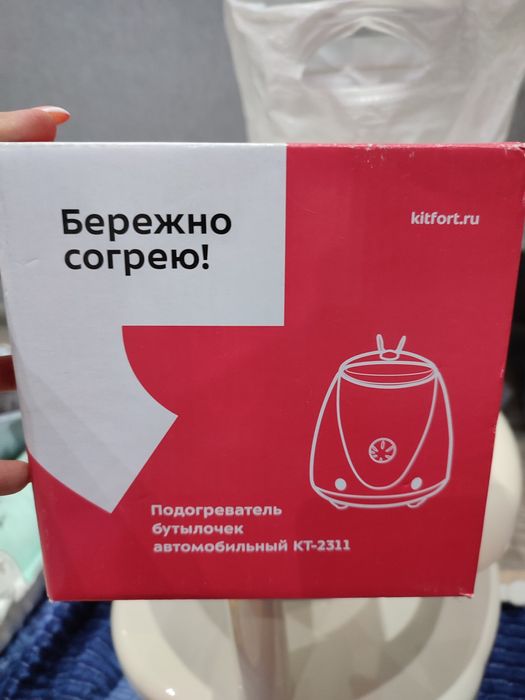 Бережно
согрею!
kitfort.ru
Подогреватель
бутылочек
автомобильный КТ-2311